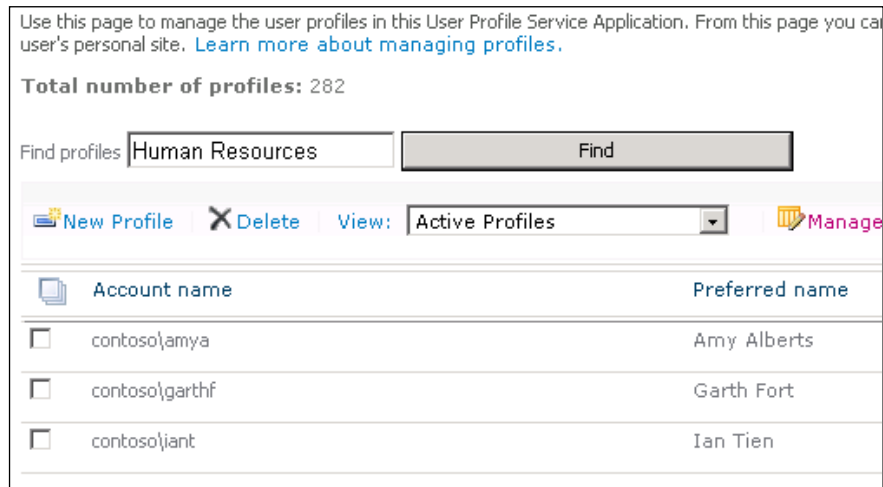 Use this page to manage the user profiles in this User Profile Service Application. From this page you can
user's personal site. Learn more about managing profiles.
Total number of profiles: 282
Find profiles Human Resources Find
New Profile Delete View: Active Profiles Manage
Account name Preferred name
contoso\amya Amy Alberts
contoso\garthf Garth Fort
contoso\iant Ian Tien